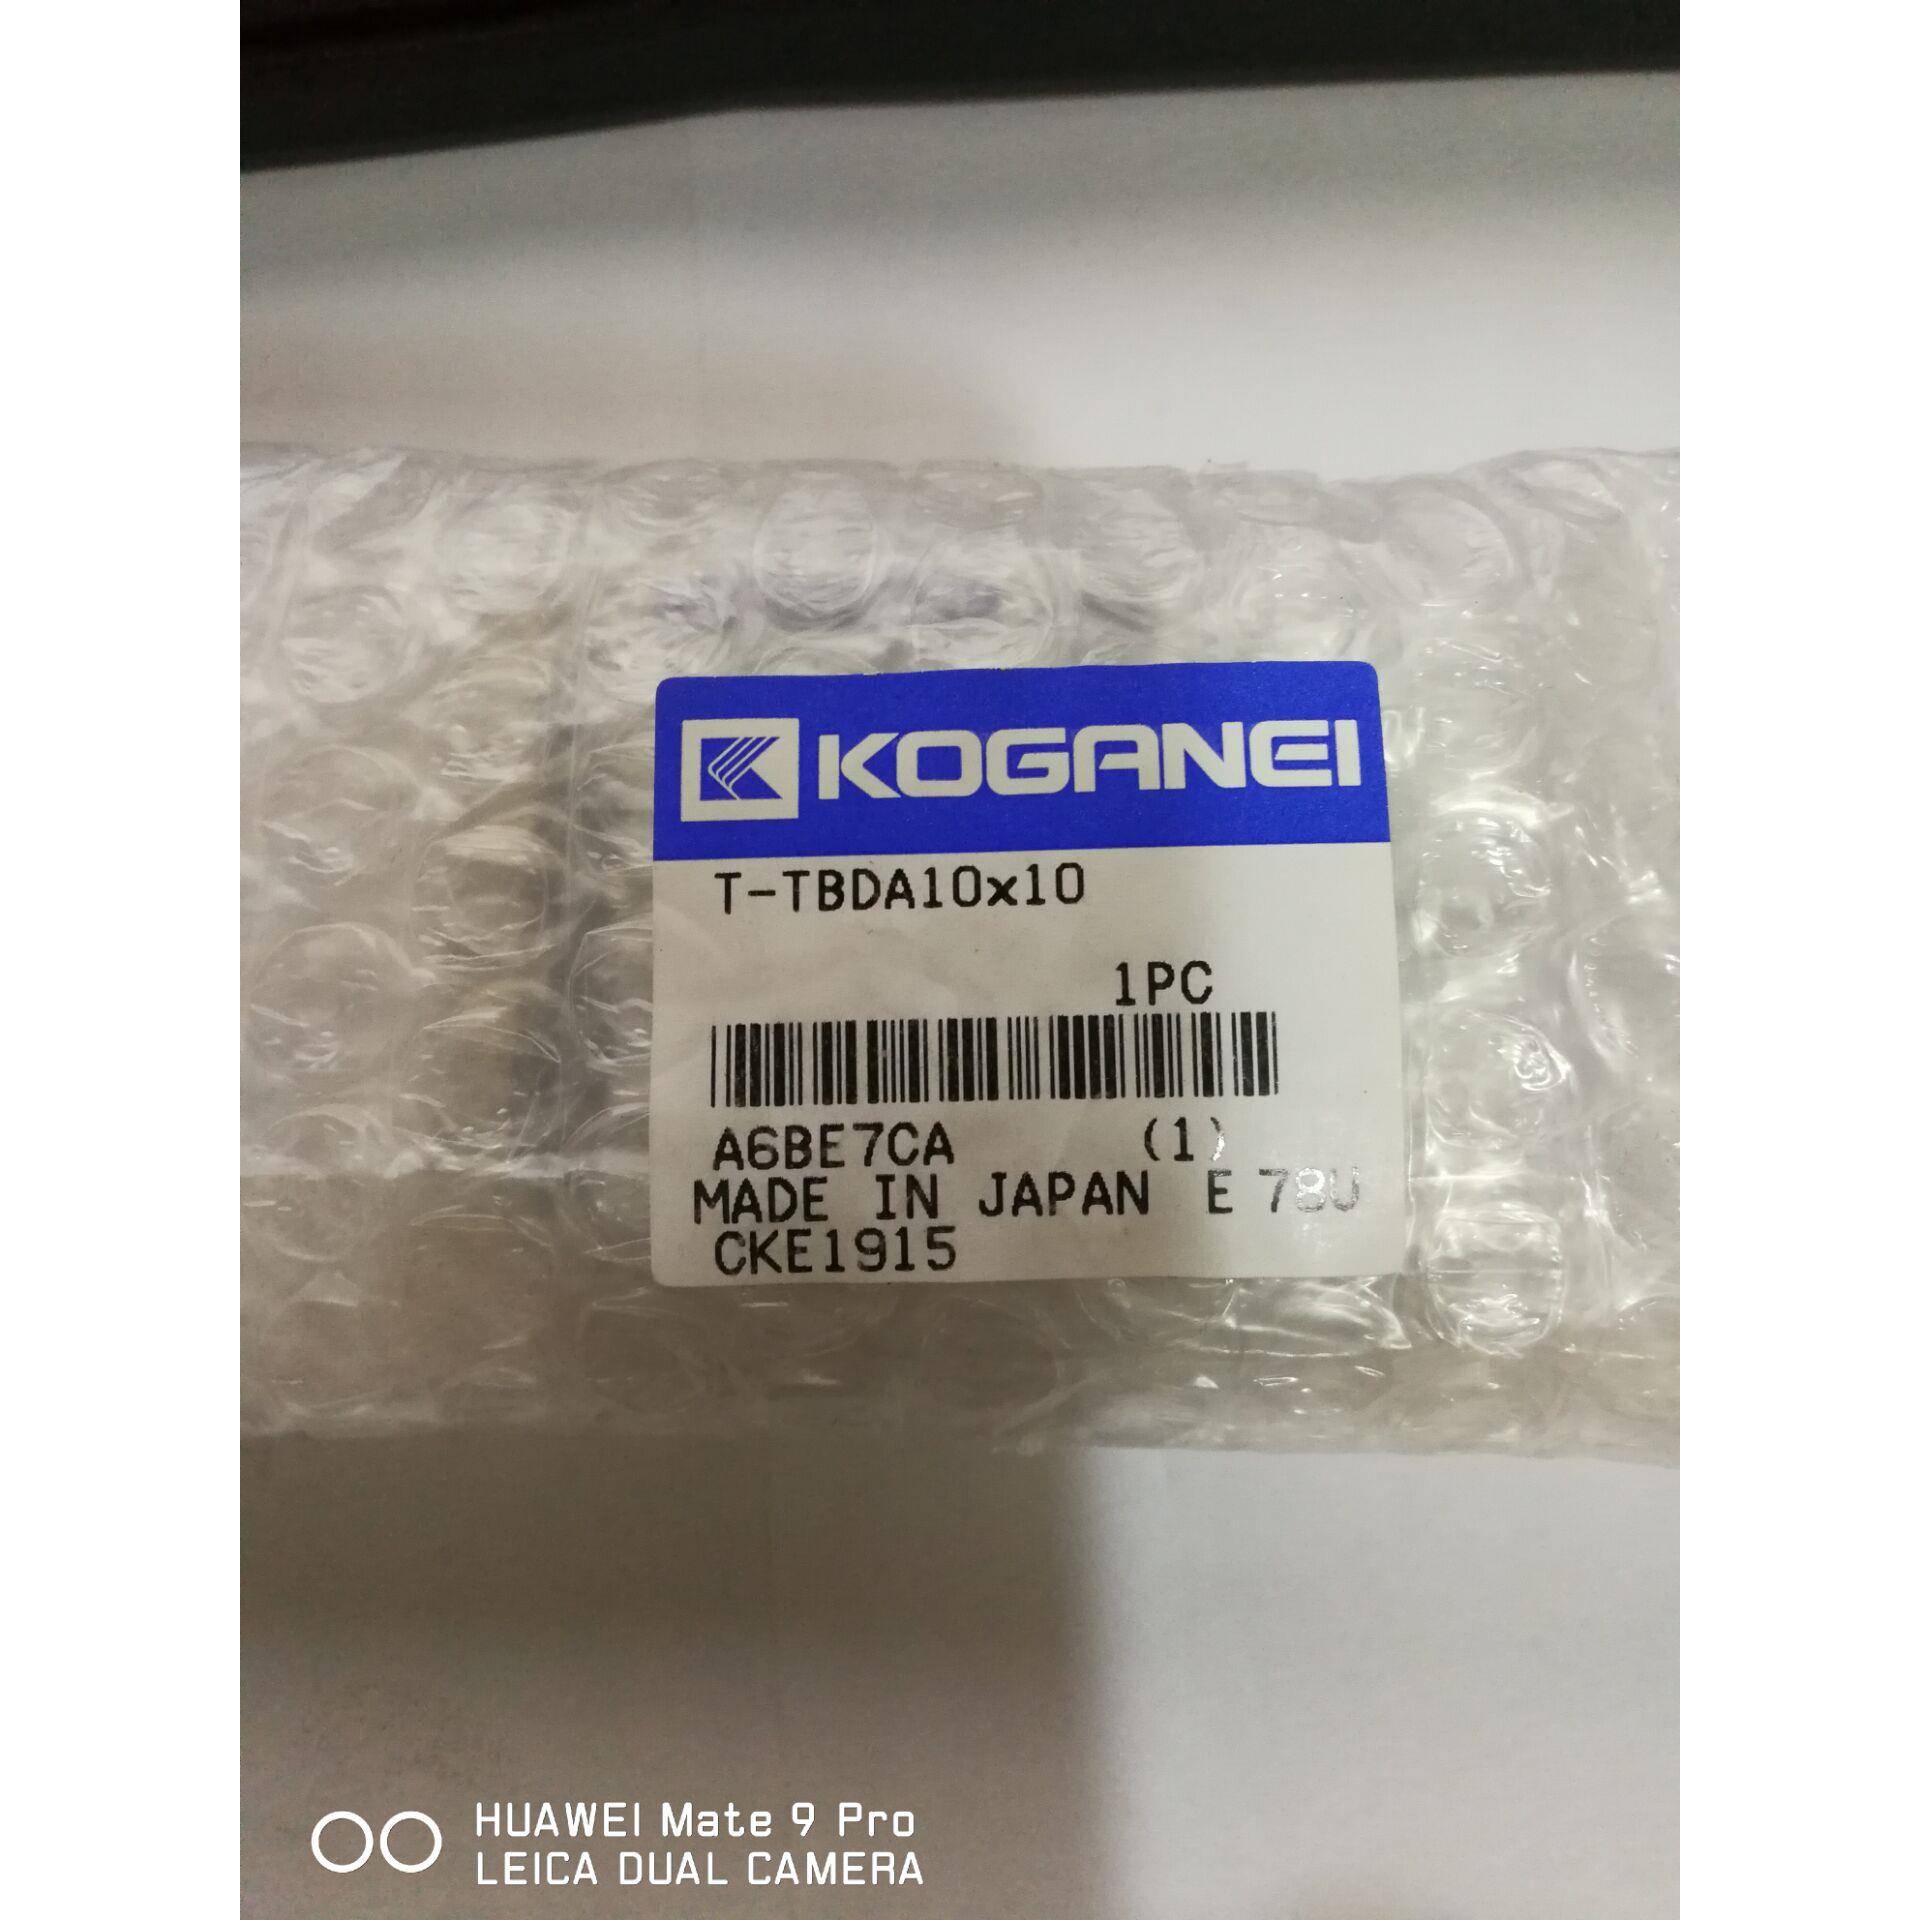 KOGANEI
T-TBDA10x10
1PC
A6BE7CA (1)
MADE IN JAPAN E 78U
CKE1915
HUAWEI Mate 9 Pro
LEICA DUAL CAMERA